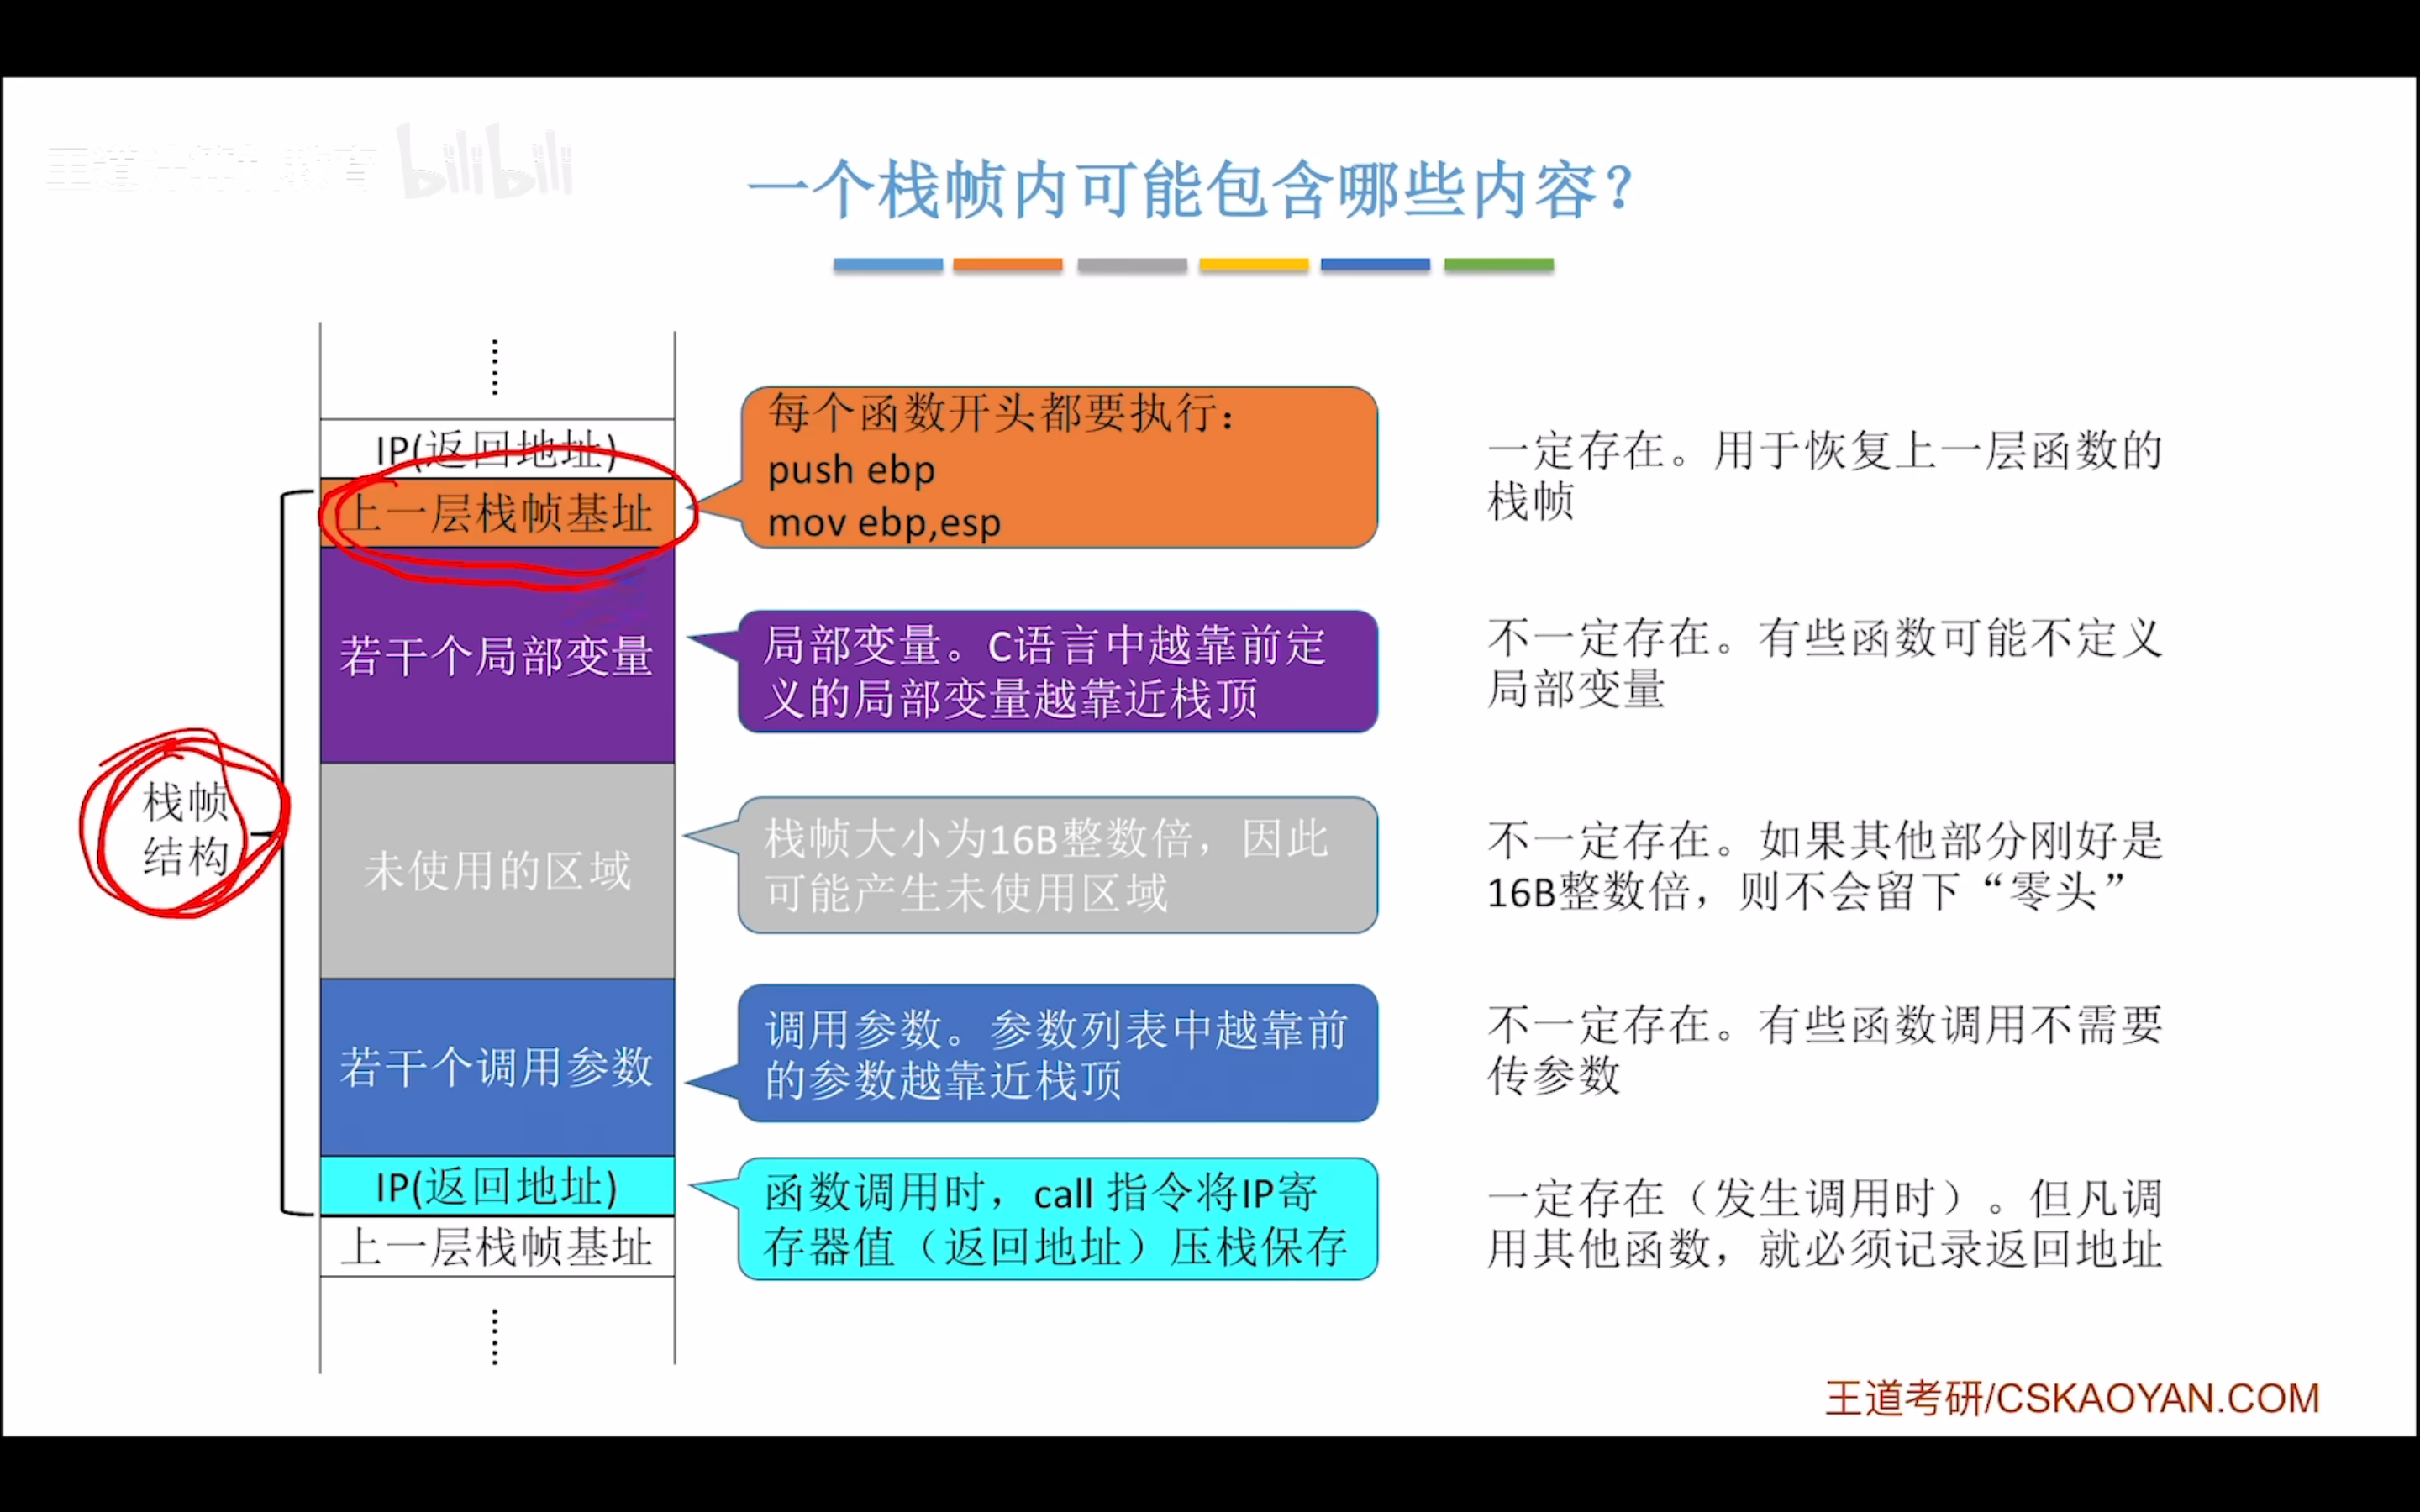 王道计算机教育 bilibili
一个栈帧内可能包含哪些内容？
IP(返回地址)
上一层栈帧基址
若干个局部变量
未使用的区域
若干个调用参数
IP(返回地址)
上一层栈帧基址
栈帧
结构
每个函数开头都要执行：
push ebp
mov ebp,esp
一定存在。用于恢复上一层函数的
栈帧
局部变量。C语言中越靠前定
义的局部变量越靠近栈顶
不一定存在。有些函数可能不定义
局部变量
栈帧大小为16B整数倍，因此
可能产生未使用区域
不一定存在。如果其他部分刚好是
16B整数倍，则不会留下“零头”
调用参数。参数列表中越靠前
的参数越靠近栈顶
不一定存在。有些函数调用不需要
传参数
函数调用时，call 指令将IP寄
存器值（返回地址）压栈保存
一定存在（发生调用时）。但凡调
用其他函数，就必须记录返回地址
王道考研/CSKAOYAN.COM